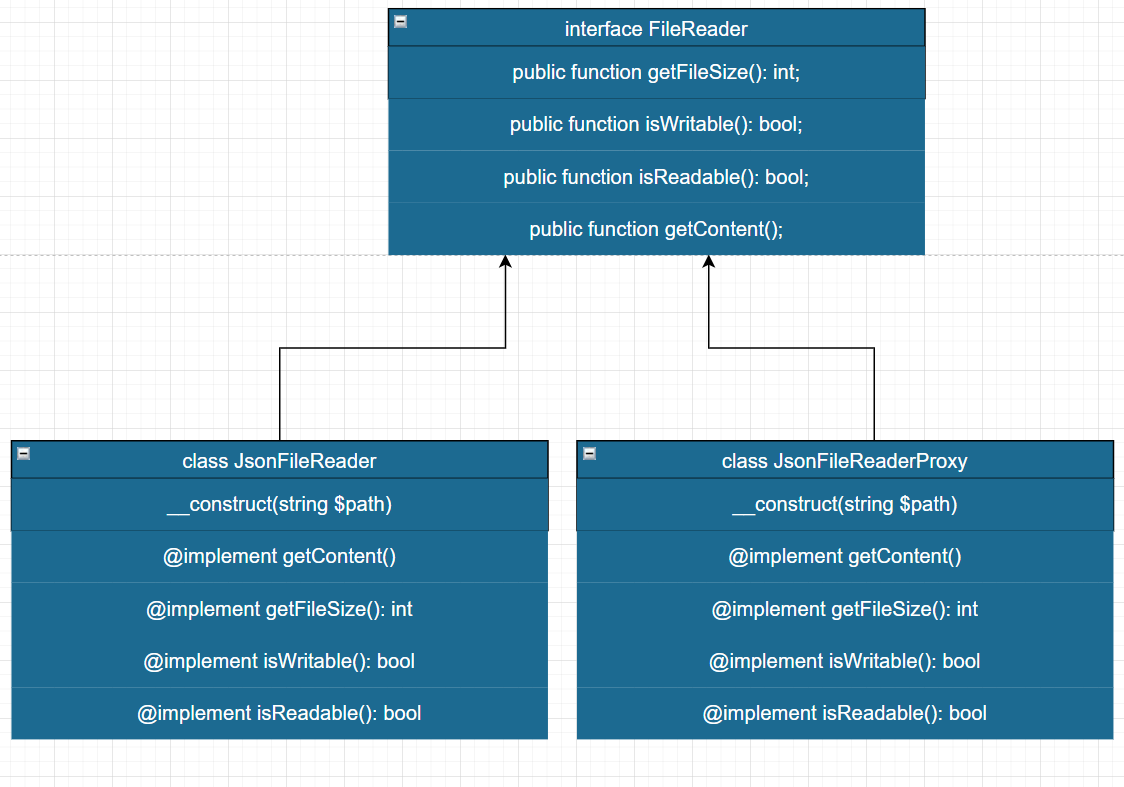 interface FileReader
public function getFileSize(): int;
public function isWritable(): bool;
public function isReadable(): bool;
public function getContent();
class JsonFileReader
__construct(string $path)
@implement getContent()
@implement getFileSize(): int
@implement isWritable(): bool
@implement isReadable(): bool
class JsonFileReaderProxy
__construct(string $path)
@implement getContent()
@implement getFileSize(): int
@implement isWritable(): bool
@implement isReadable(): bool